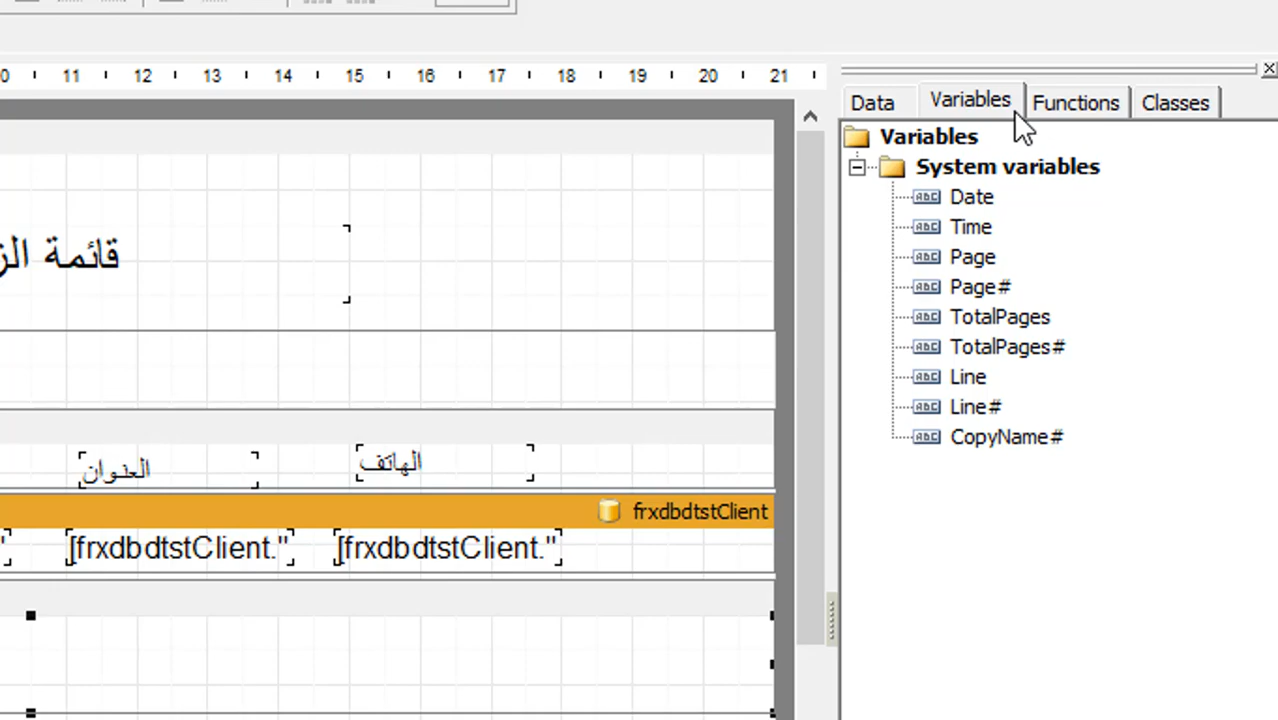 11 12 13 14 15 16 17 18 19 20 21
Data Variables Functions Classes
Variables
System variables
Date
Time
Page
Page#
TotalPages
TotalPages#
Line
Line#
CopyName#
قائمة
العنوان الهاتف
frxdbdtstClient
[frxdbdtstClient." [frxdbdtstClient."